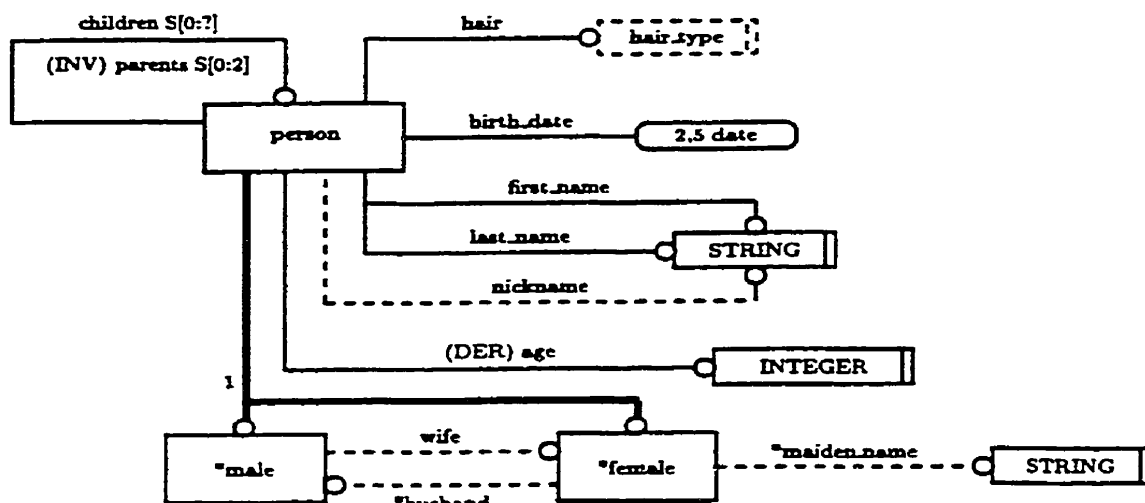 children S[0:?]
hair
hair_type
(INV) parents S[0:2]
person
birth_date
2,5 date
first_name
last_name
STRING
nickname
(DER) age
INTEGER
1
*male
wife
*female
*maiden_name
STRING
*husband